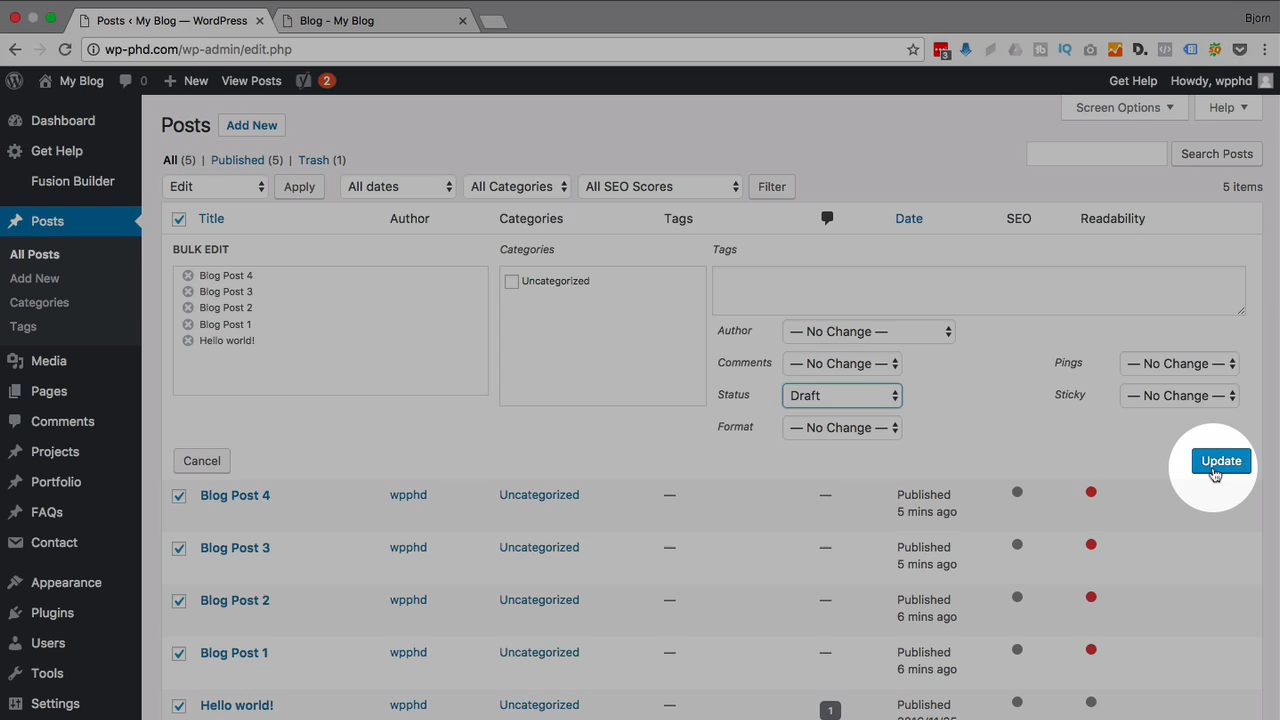 Posts ‹ My Blog — WordPress
Blog - My Blog
Bjorn
wp-phd.com/wp-admin/edit.php
3
My Blog
0
New
View Posts
2
Get Help
Howdy, wpphd
Dashboard
Get Help
Fusion Builder
Posts
All Posts
Add New
Categories
Tags
Media
Pages
Comments
Projects
Portfolio
FAQs
Contact
Appearance
Plugins
Users
Tools
Settings
Screen Options
Help
Posts
Add New
All (5) | Published (5) | Trash (1)
Search Posts
Edit
Apply
All dates
All Categories
All SEO Scores
Filter
5 items
Title
Author
Categories
Tags
Date
SEO
Readability
BULK EDIT
Categories
Tags
Blog Post 4
Blog Post 3
Blog Post 2
Blog Post 1
Hello world!
Uncategorized
Author
— No Change —
Comments
— No Change —
Pings
— No Change —
Status
Draft
Sticky
— No Change —
Format
— No Change —
Cancel
Update
Blog Post 4
wpphd
Uncategorized
—
—
Published
5 mins ago
Blog Post 3
wpphd
Uncategorized
—
—
Published
5 mins ago
Blog Post 2
wpphd
Uncategorized
—
—
Published
6 mins ago
Blog Post 1
wpphd
Uncategorized
—
—
Published
6 mins ago
Hello world!
wpphd
Uncategorized
—
1
Published